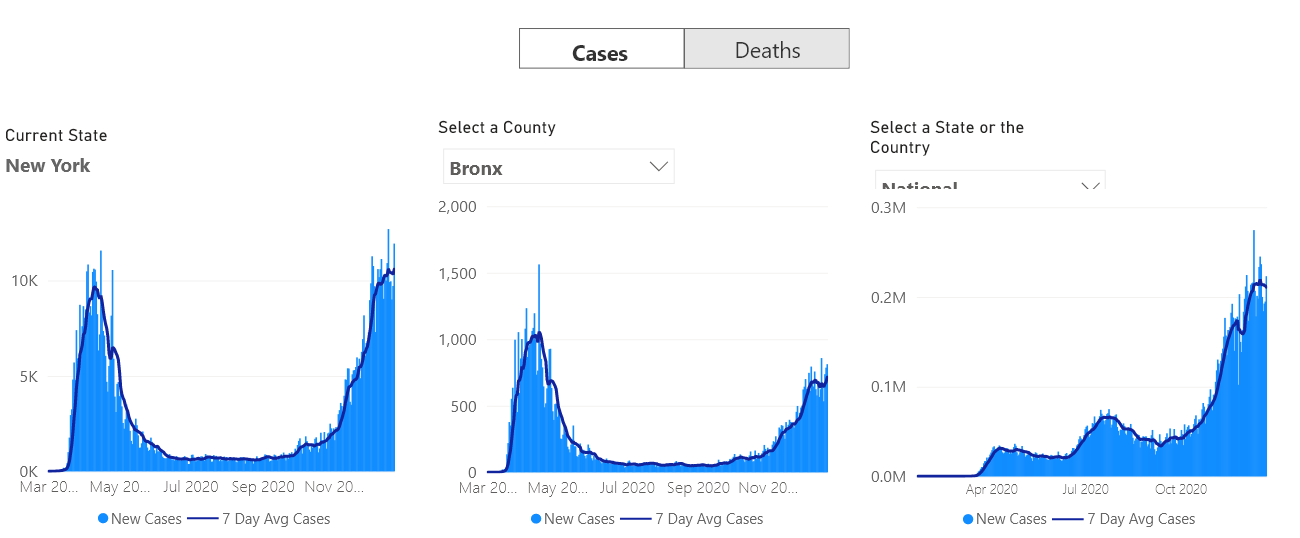 Cases
Deaths
Current State
New York
Select a County
Bronx
Select a State or the
Country
National
10K
5K
0K
Mar 20...
May 20...
Jul 2020
Sep 2020
Nov 20...
New Cases
7 Day Avg Cases
2,000
1,500
1,000
500
0
Mar 20...
May 20...
Jul 2020
Sep 2020
Nov 20...
New Cases
7 Day Avg Cases
0.3M
0.2M
0.1M
0.0M
Apr 2020
Jul 2020
Oct 2020
New Cases
7 Day Avg Cases